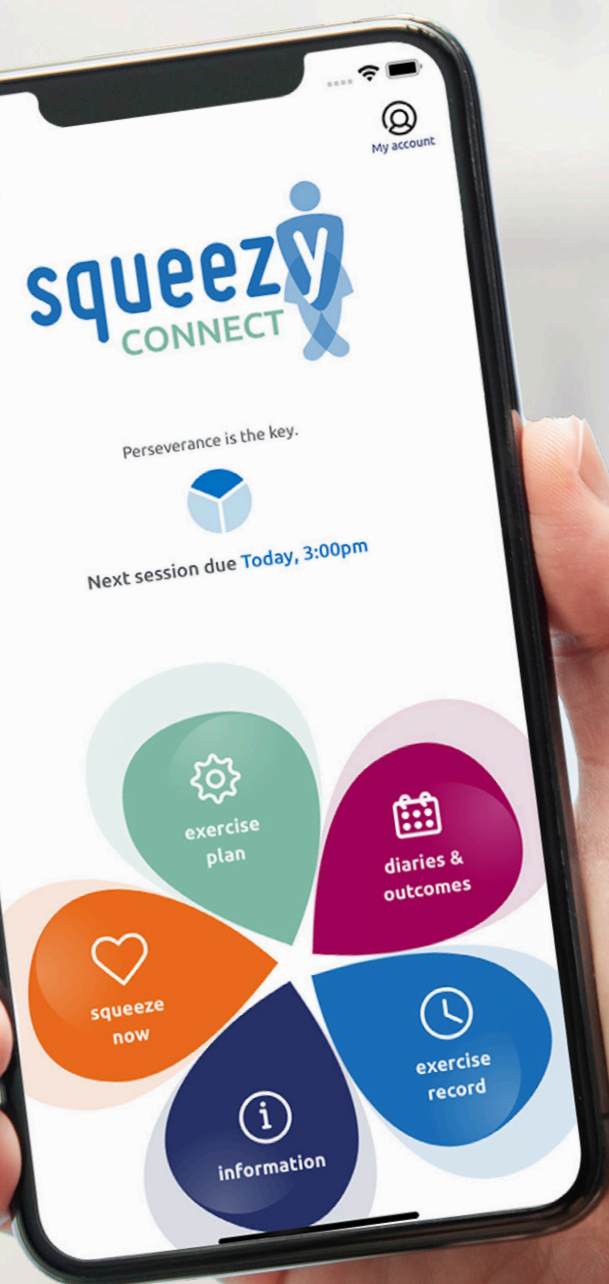 My account
squeezy
CONNECT
Perseverance is the key.
Next session due Today, 3:00pm
exercise
plan
diaries &
outcomes
squeeze
now
exercise
record
information